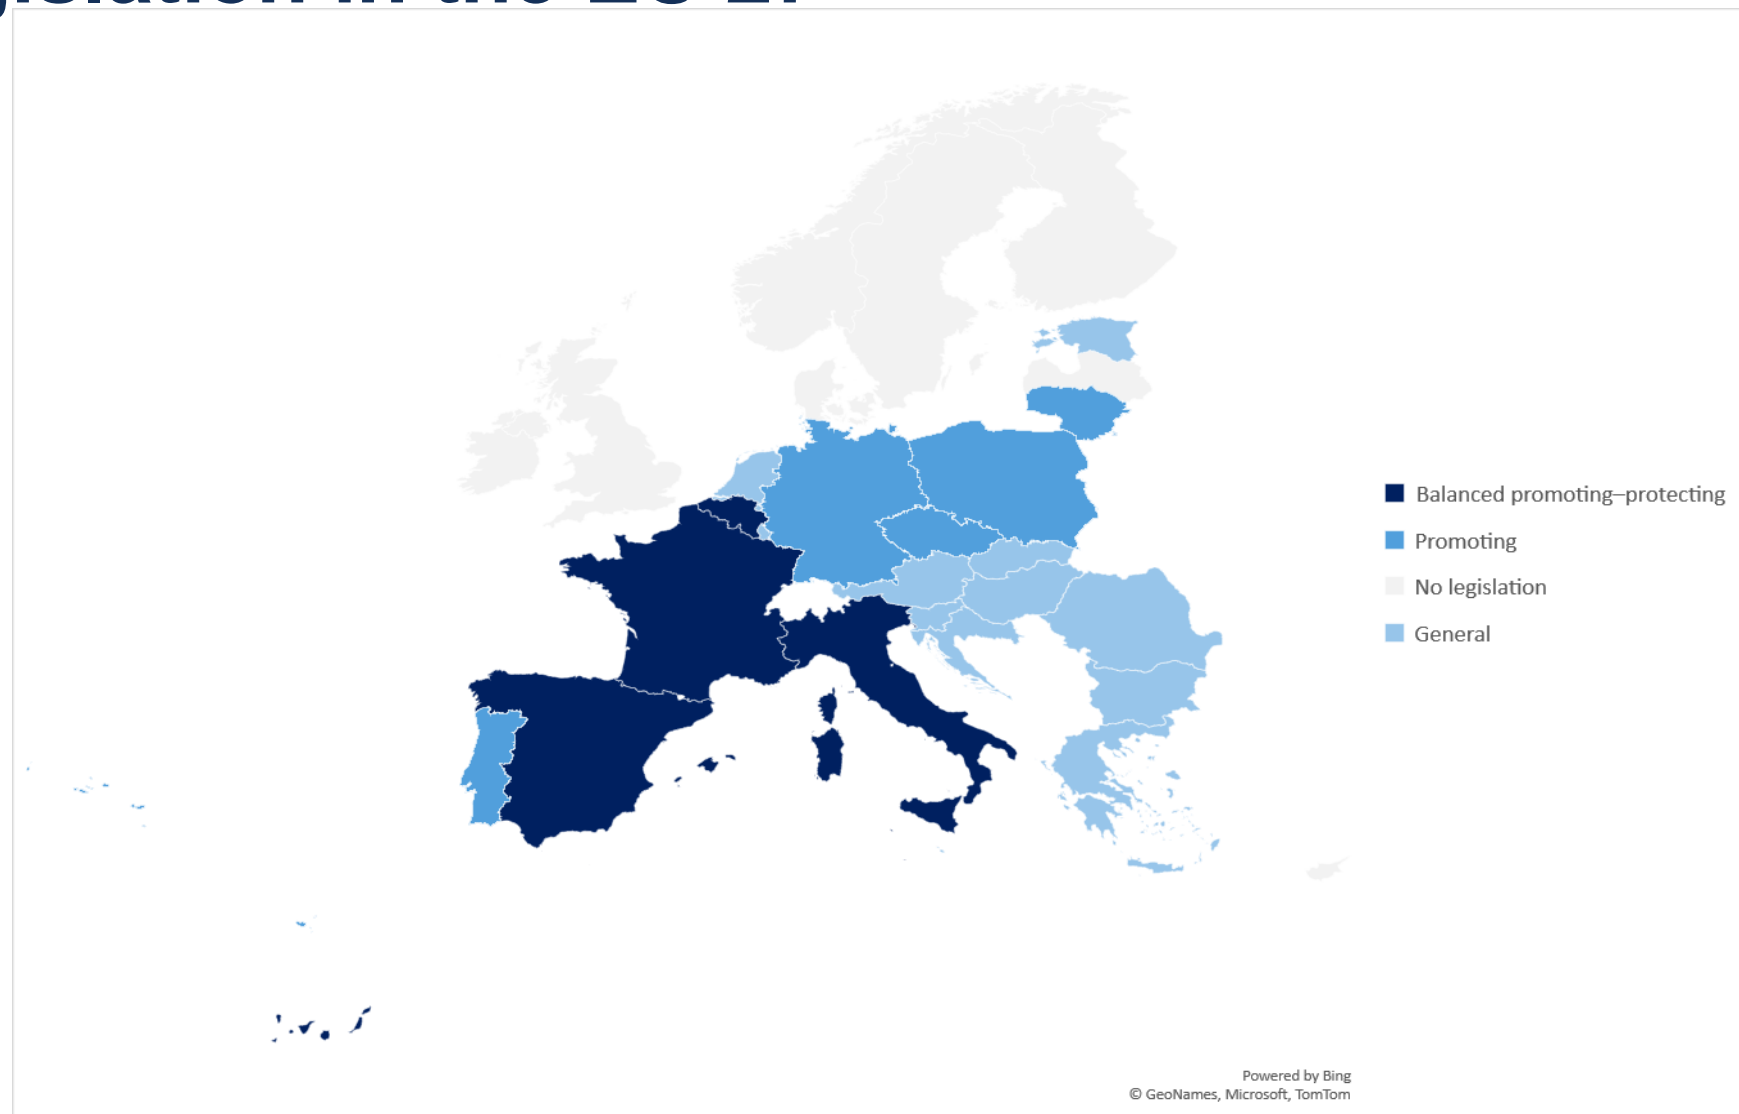 Balanced promoting–protecting
Promoting
No legislation
General
Powered by Bing
© GeoNames, Microsoft, TomTom